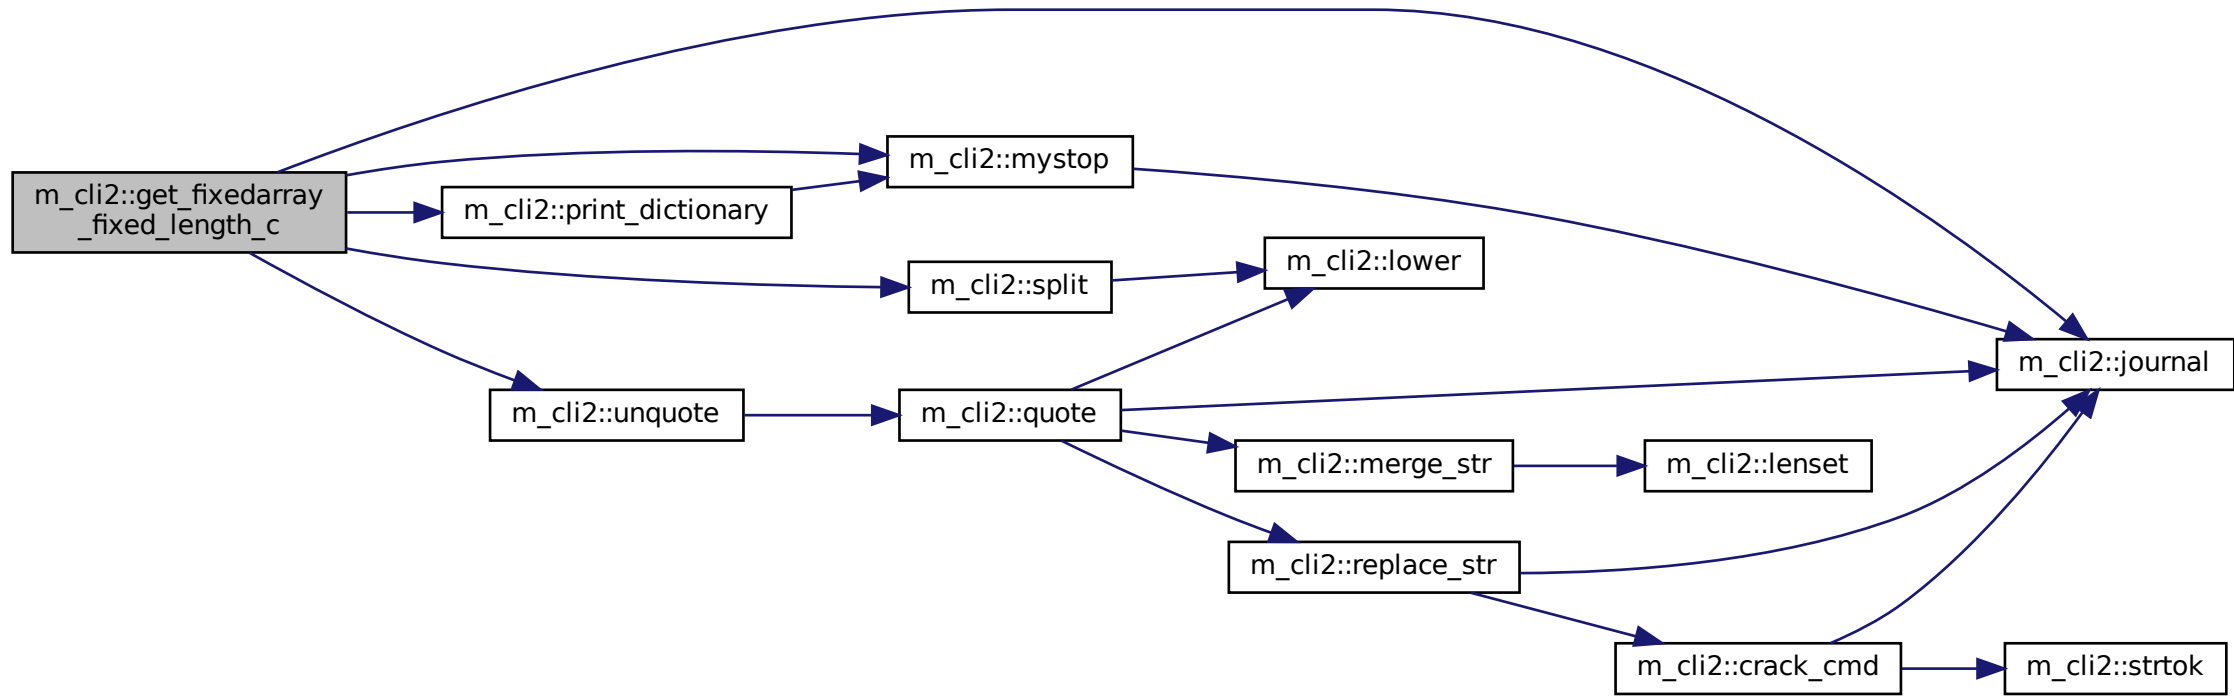 m_cli2::get_fixedarray
_fixed_length_c
m_cli2::mystop
m_cli2::print_dictionary
m_cli2::lower
m_cli2::split
m_cli2::journal
m_cli2::unquote
m_cli2::quote
m_cli2::merge_str
m_cli2::lenset
m_cli2::replace_str
m_cli2::crack_cmd
m_cli2::strtok